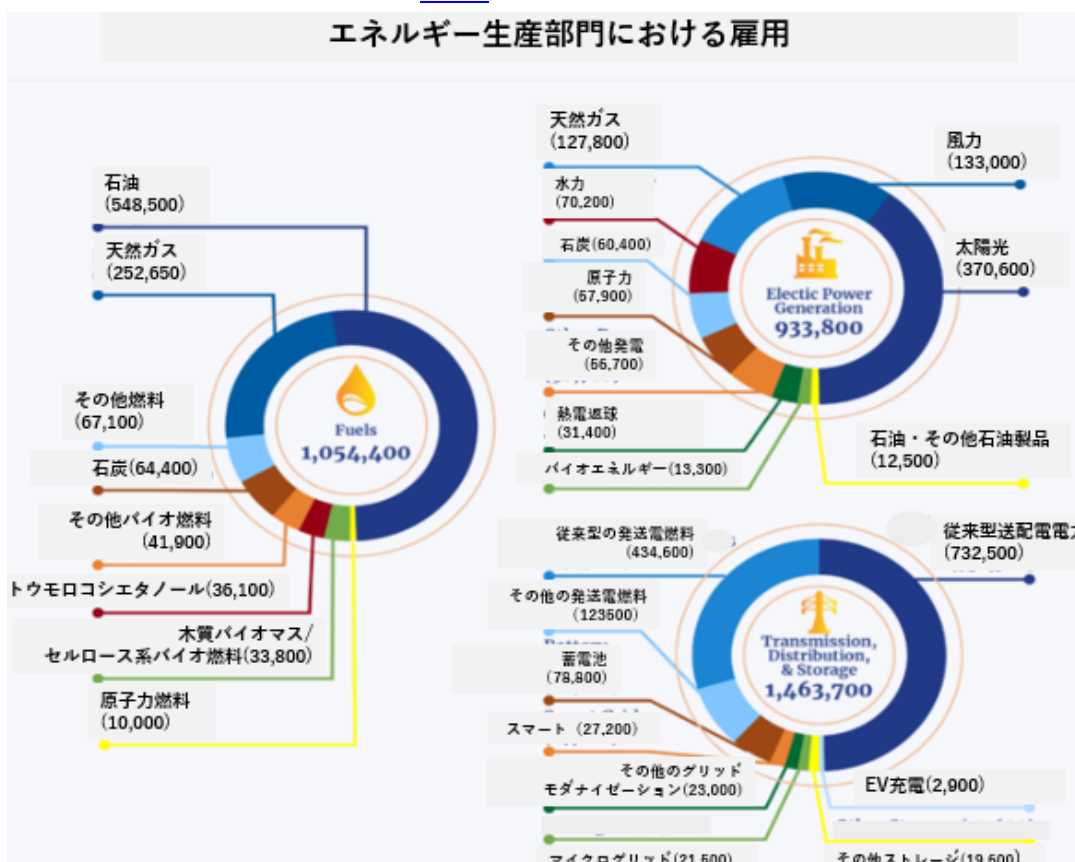 エネルギー生産部門における雇用
石油
(548,500)
天然ガス
(252,650)
その他燃料
(67,100)
石炭(64,400)
その他バイオ燃料
(41,900)
トウモロコシエタノール(36,100)
木質バイオマス/
セルロース系バイオ燃料(33,800)
原子力燃料
(10,000)
Fuels
1,054,400
天然ガス
(127,800)
水力
(70,200)
石炭(60,400)
原子力
(57,900)
その他発電
(56,700)
熱電返球
(31,400)
バイオエネルギー(13,300)
風力
(133,000)
太陽光
(370,600)
石油・その他石油製品
(12,500)
Electic Power
Generation
933,800
従来型の発送電燃料
(434,600)
その他の発送電燃料
(123600)
蓄電池
(78,800)
スマート (27,200)
その他のグリッド
モダナイゼーション(23,000)
マイクログリッド(21,500)
従来型送配電電力
(732,500)
EV充電(2,900)
その他ストレージ(19,600)
Transmission,
Distribution,
& Storage
1,463,700